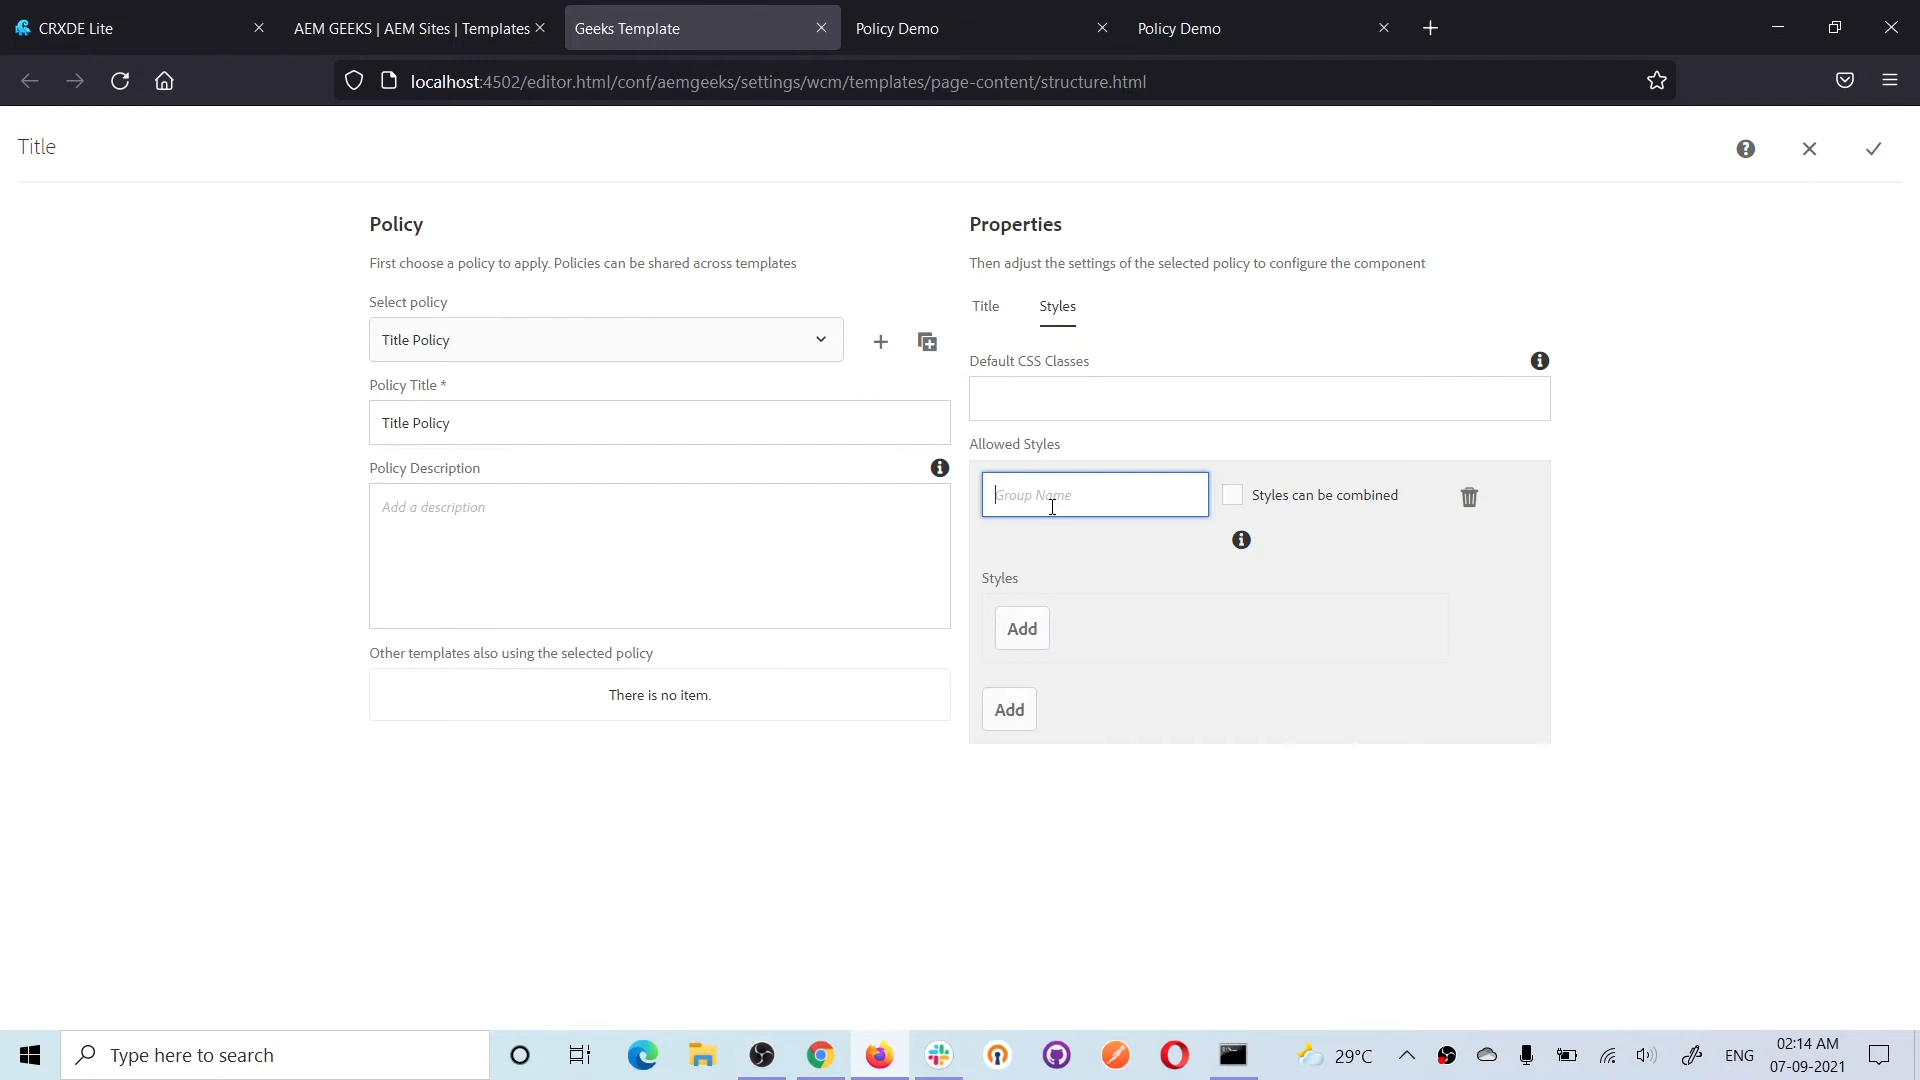 CRXDE Lite
AEM GEEKS | AEM Sites | Templates
Geeks Template
Policy Demo
Policy Demo
localhost:4502/editor.html/conf/aemgeeks/settings/wcm/templates/page-content/structure.html
Title
Policy
First choose a policy to apply. Policies can be shared across templates
Select policy
Title Policy
Policy Title *
Title Policy
Policy Description
Add a description
Other templates also using the selected policy
There is no item.
Properties
Then adjust the settings of the selected policy to configure the component
Title Styles
Default CSS Classes
Allowed Styles
Group Name
Styles can be combined
Styles
Add
Add
Type here to search
29°C
ENG
02:14 AM
07-09-2021